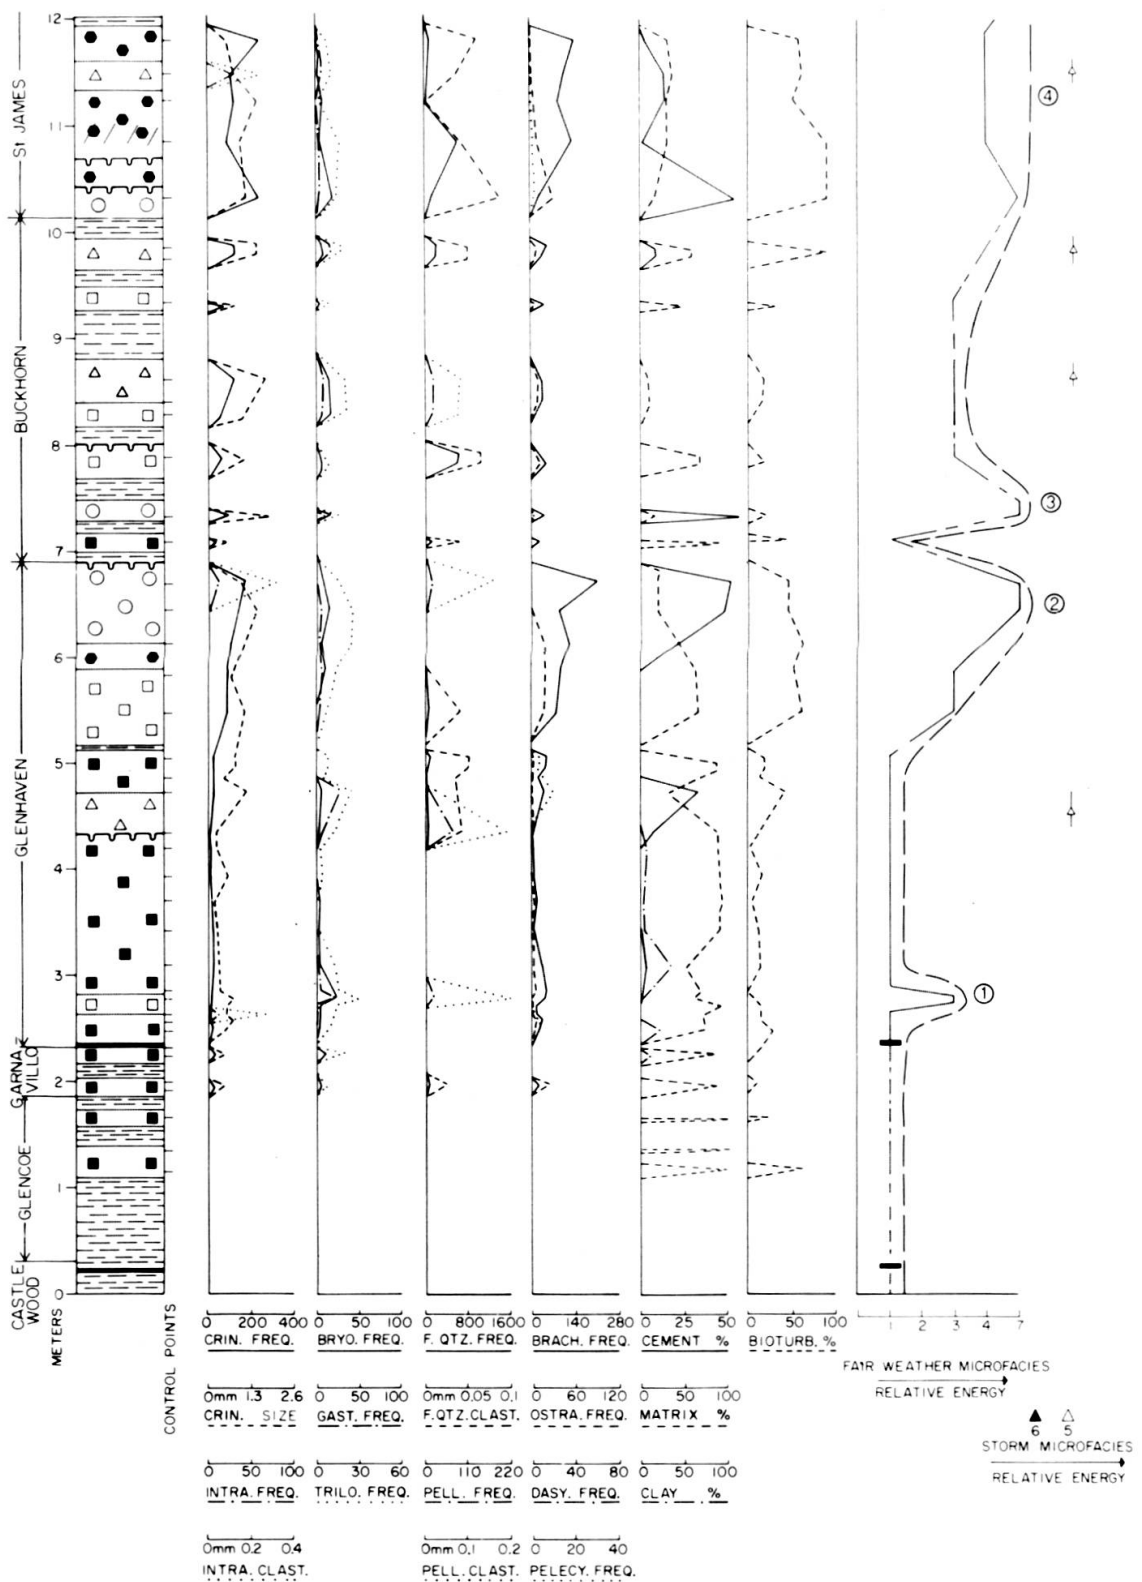 12
11
10
9
8
7
6
5
4
3
2
1
0
St JAMES
BUCKHORN
GLENHAVEN
GARNA-
VILLO
GLENCOE
CASTLE
WOOD
METERS
CONTROL POINTS
④
③
②
①
0 200 400
CRIN. FREQ.
0 50 100
BRYO. FREQ.
0 800 1600
F. QTZ. FREQ.
0 140 280
BRACH. FREQ.
0 25 50
CEMENT %
0 50 100
BIOTURB. %
1 2 3 4 7
FAIR WEATHER MICROFACIES
RELATIVE ENERGY
0mm 1.3 2.6
CRIN. SIZE
0 50 100
GAST. FREQ.
0mm 0.05 0.1
F.QTZ.CLAST.
0 60 120
OSTRA. FREQ.
0 50 100
MATRIX %
6 5
STORM MICROFACIES
RELATIVE ENERGY
0 50 100
INTRA. FREQ.
0 30 60
TRILO. FREQ.
0 110 220
PELL. FREQ.
0 40 80
DASY. FREQ.
0 50 100
CLAY %
0mm 0.2 0.4
INTRA. CLAST.
0mm 0.1 0.2
PELL. CLAST.
0 20 40
PELECY. FREQ.